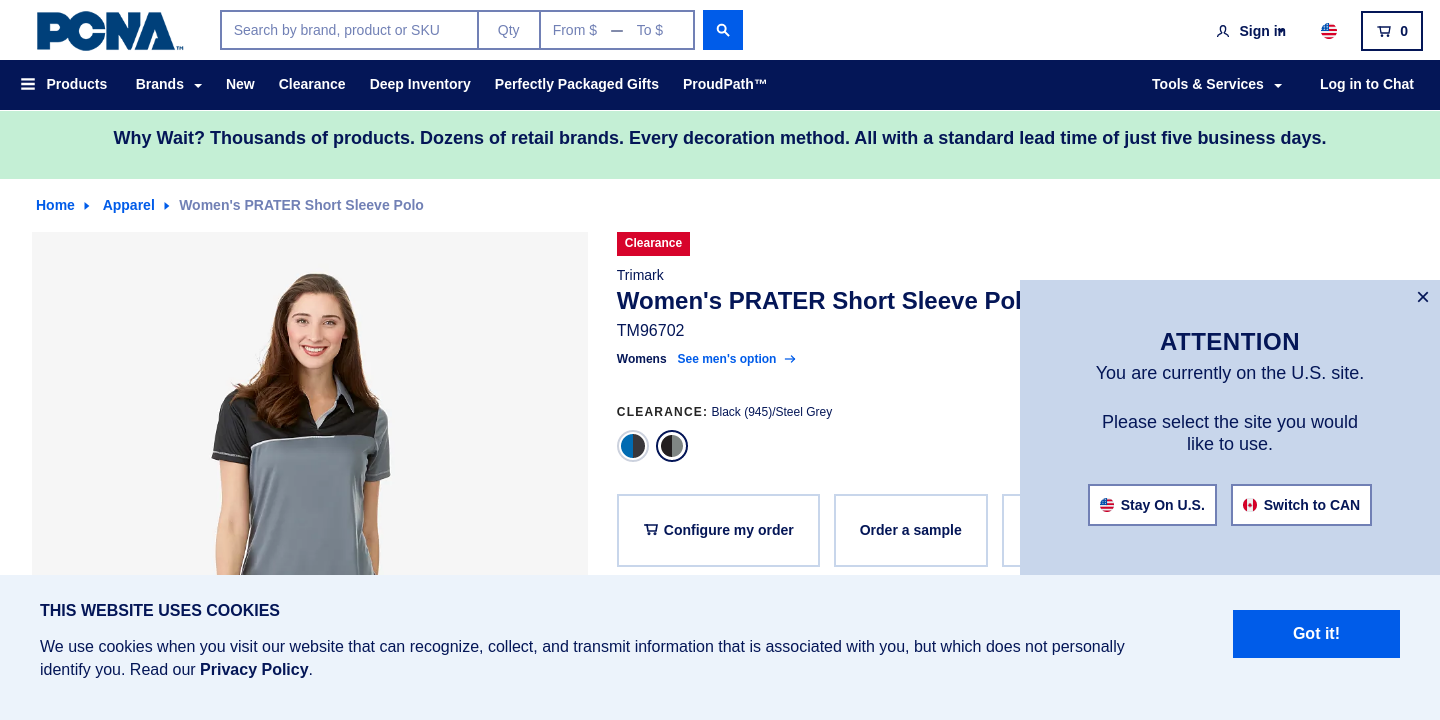 PCNA™
Search by brand, product or SKU
Qty
From $ — To $
Sign in
0
Products
Brands
New
Clearance
Deep Inventory
Perfectly Packaged Gifts
ProudPath™
Tools & Services
Log in to Chat
Why Wait? Thousands of products. Dozens of retail brands. Every decoration method. All with a standard lead time of just five business days.
Home
Apparel
Women's PRATER Short Sleeve Polo
Clearance
Trimark
Women's PRATER Short Sleeve Pol
TM96702
Womens See men's option
CLEARANCE: Black (945)/Steel Grey
Configure my order
Order a sample
×
ATTENTION
You are currently on the U.S. site.
Please select the site you would
like to use.
Stay On U.S.
Switch to CAN
THIS WEBSITE USES COOKIES
We use cookies when you visit our website that can recognize, collect, and transmit information that is associated with you, but which does not personally
identify you. Read our Privacy Policy.
Got it!